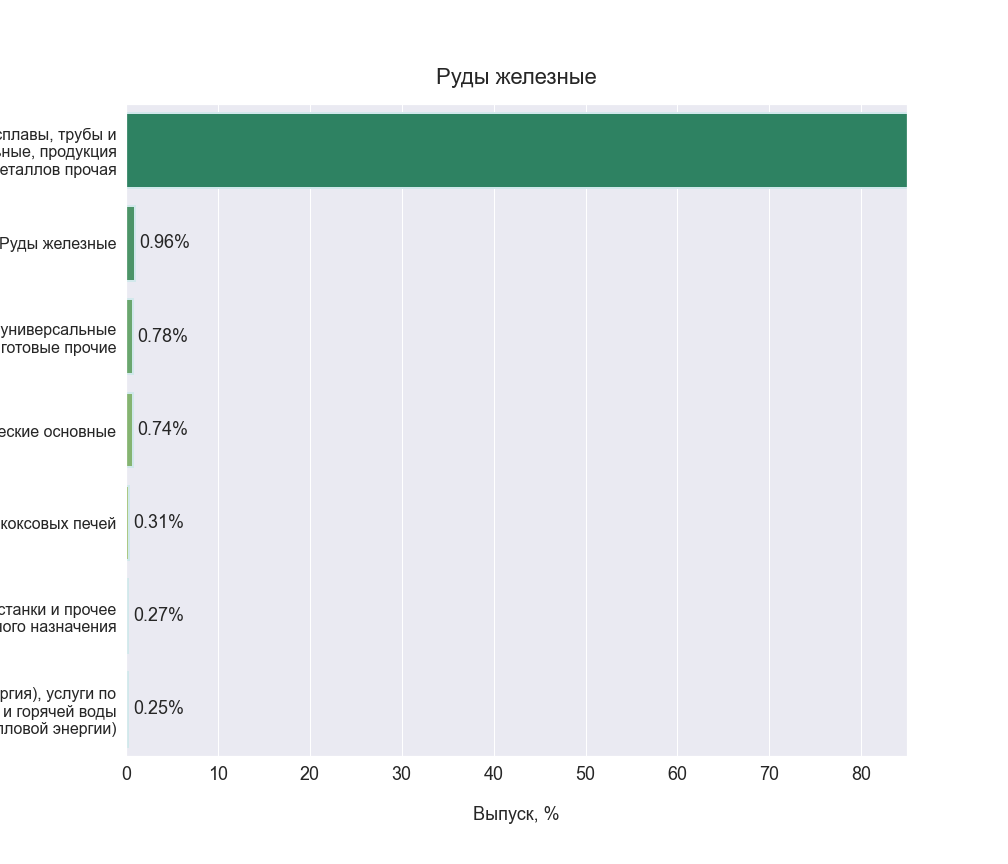 Руды железные
сплавы, трубы и
ьные, продукция
еталлов прочая
Руды железные
0.96%
универсальные
готовые прочие
0.78%
еские основные
0.74%
коксовых печей
0.31%
станки и прочее
ного назначения
0.27%
ргия), услуги по
и горячей воды
пловой энергии)
0.25%
0 10 20 30 40 50 60 70 80
Выпуск, %